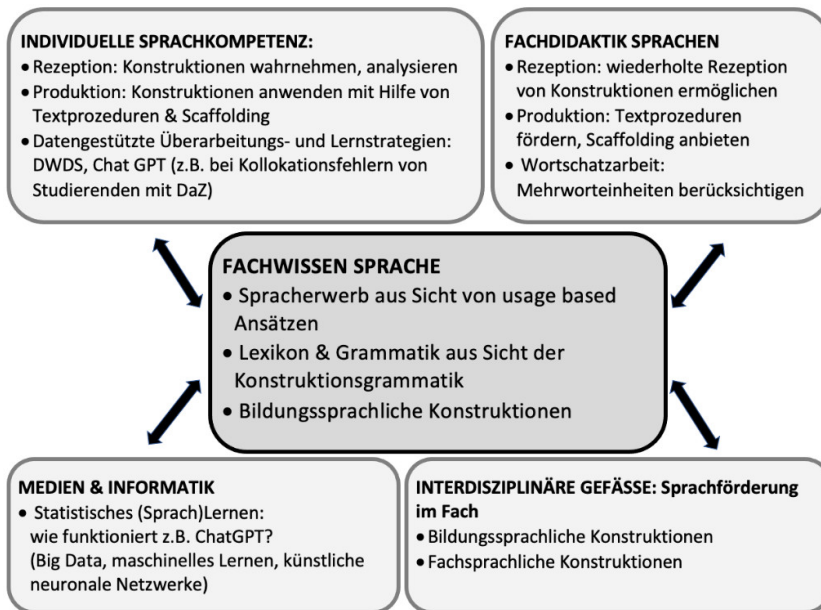 INDIVIDUELLE SPRACHKOMPETENZ:
• Rezeption: Konstruktionen wahrnehmen, analysieren
• Produktion: Konstruktionen anwenden mit Hilfe von
Textprozeduren & Scaffolding
• Datengestützte Überarbeitungs- und Lernstrategien:
DWDS, Chat GPT (z.B. bei Kollokationsfehlern von
Studierenden mit DaZ)
FACHDIDAKTIK SPRACHEN
• Rezeption: wiederholte Rezeption
von Konstruktionen ermöglichen
• Produktion: Textprozeduren
fördern, Scaffolding anbieten
• Wortschatzarbeit:
Mehrworteinheiten berücksichtigen
FACHWISSEN SPRACHE
• Spracherwerb aus Sicht von usage based
Ansätzen
• Lexikon & Grammatik aus Sicht der
Konstruktionsgrammatik
• Bildungssprachliche Konstruktionen
MEDIEN & INFORMATIK
• Statistisches (Sprach)Lernen:
wie funktioniert z.B. ChatGPT?
(Big Data, maschinelles Lernen, künstliche
neuronale Netzwerke)
INTERDISZIPLINÄRE GEFÄSSE: Sprachförderung
im Fach
• Bildungssprachliche Konstruktionen
• Fachsprachliche Konstruktionen